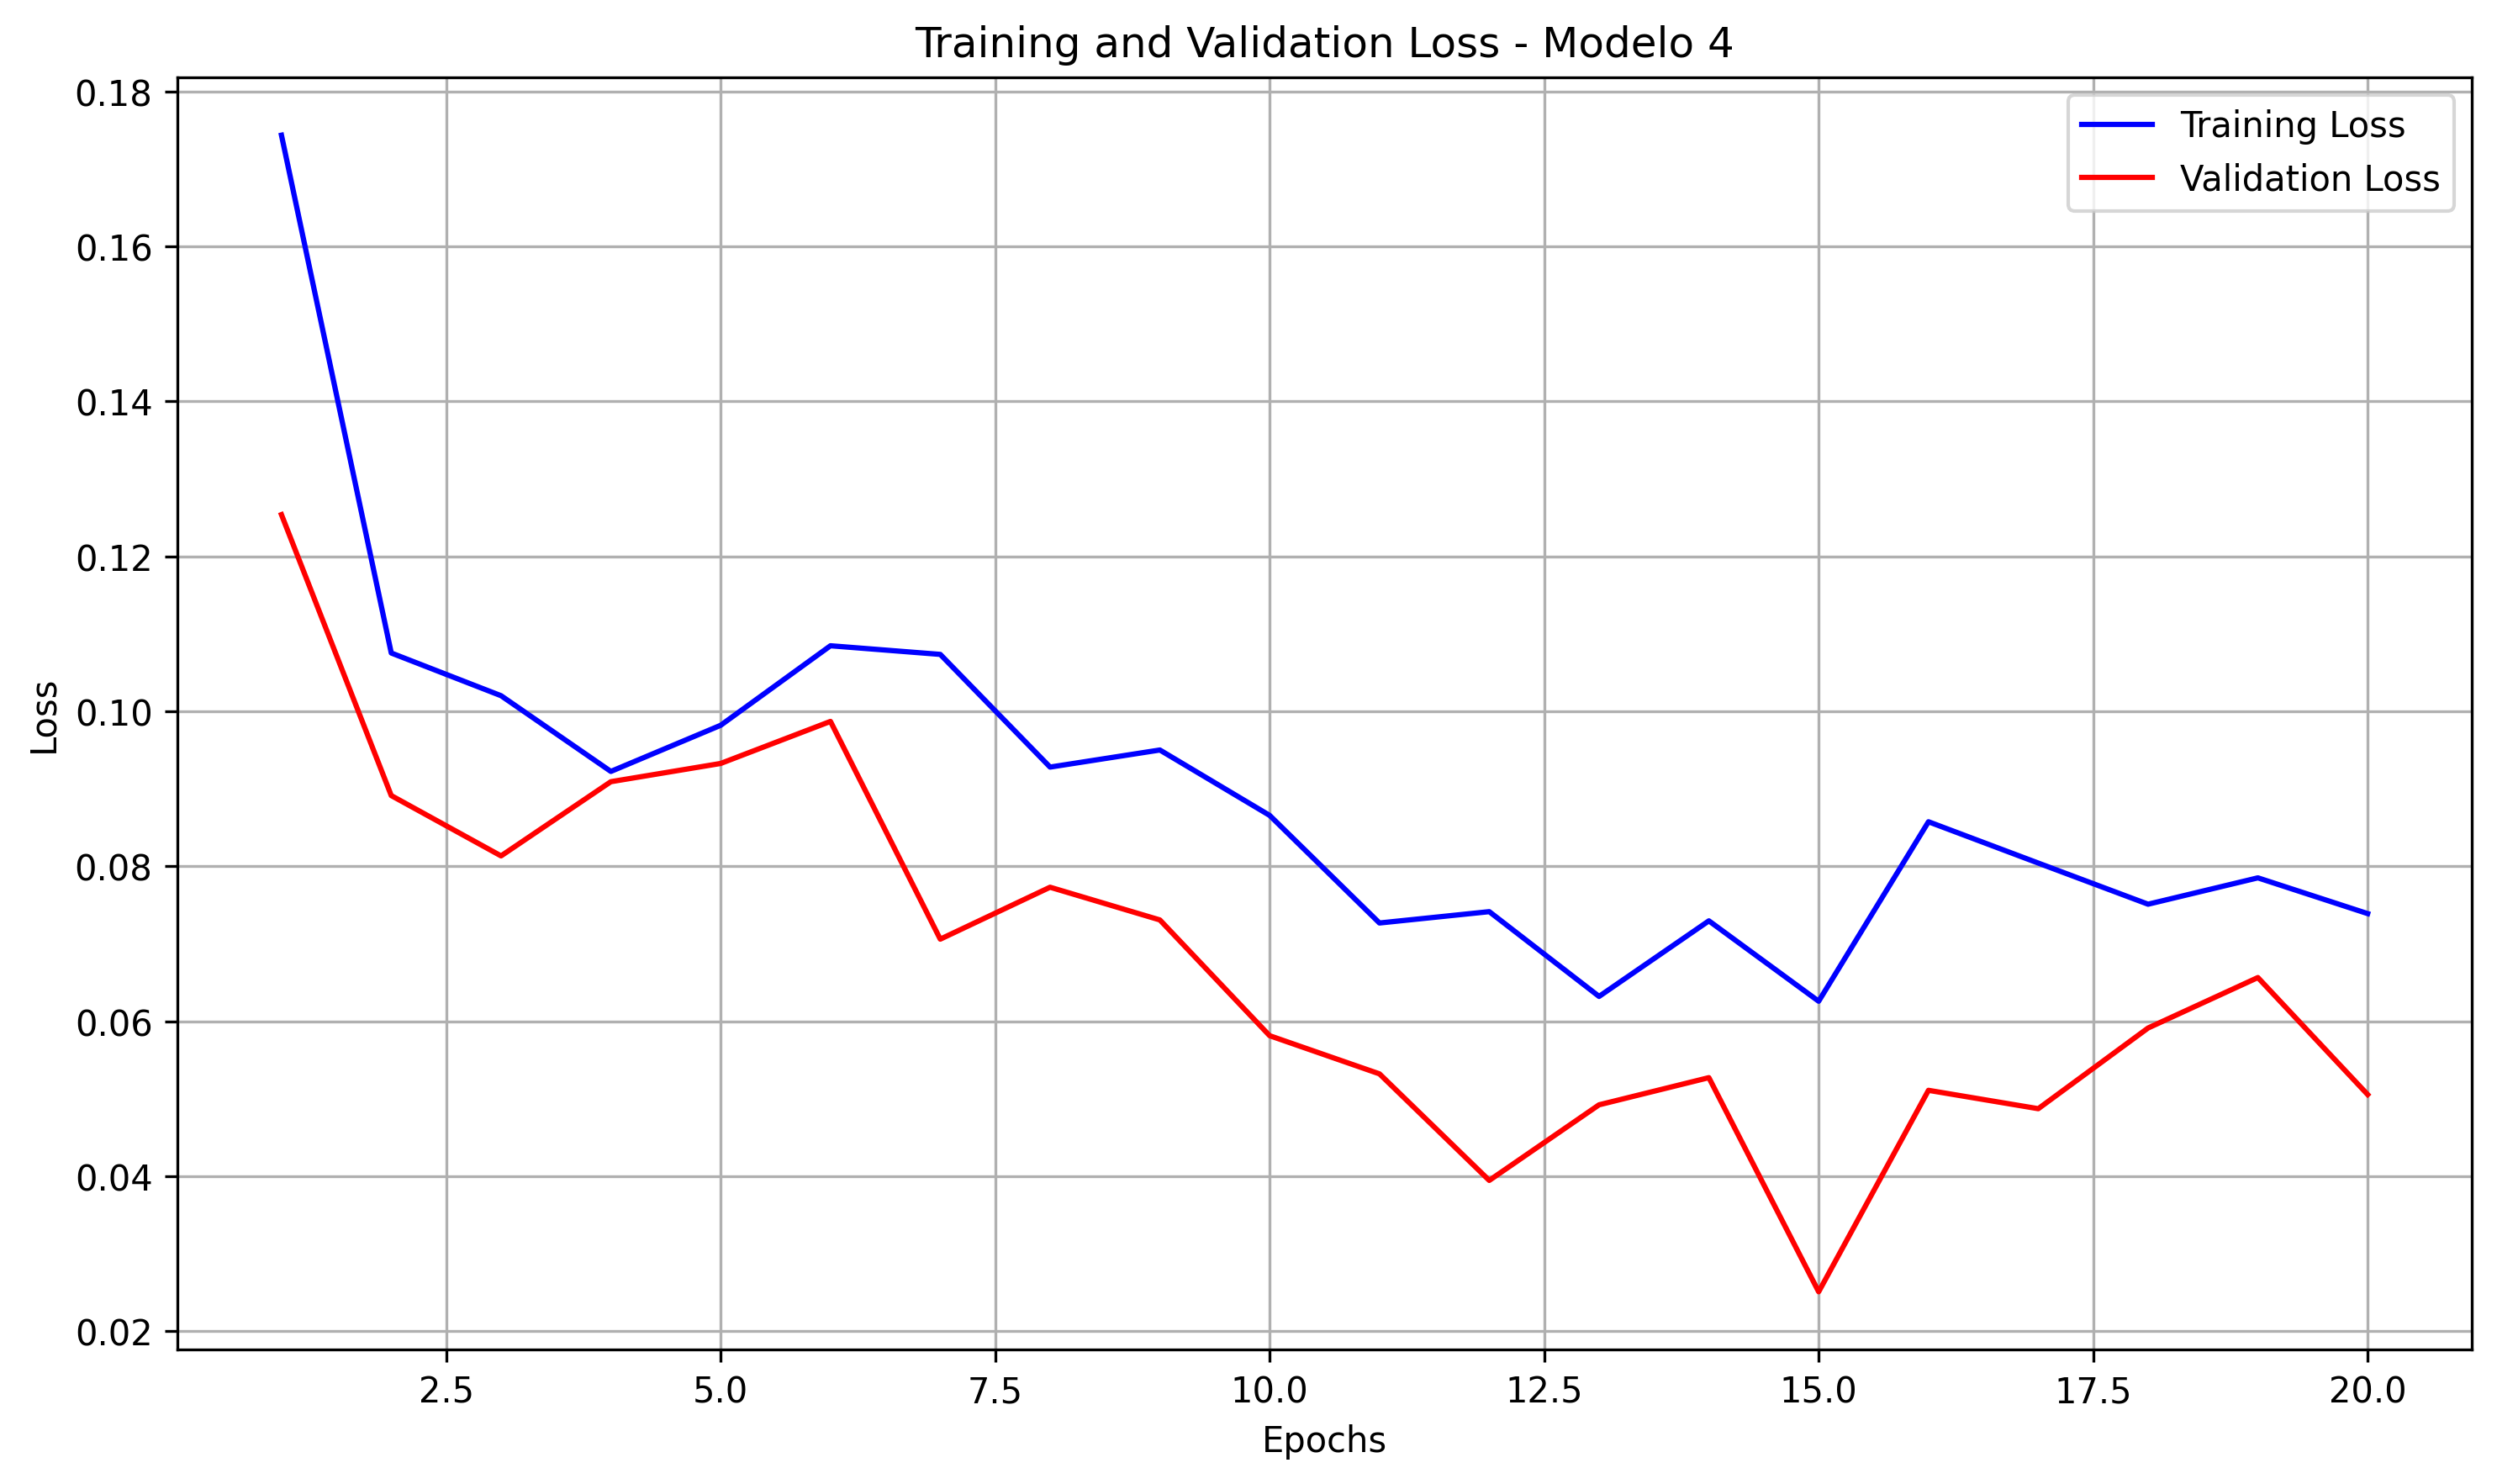 Training and Validation Loss - Modelo 4
Training Loss
Validation Loss
Loss
0.18
0.16
0.14
0.12
0.10
0.08
0.06
0.04
0.02
2.5 5.0 7.5 10.0 12.5 15.0 17.5 20.0
Epochs